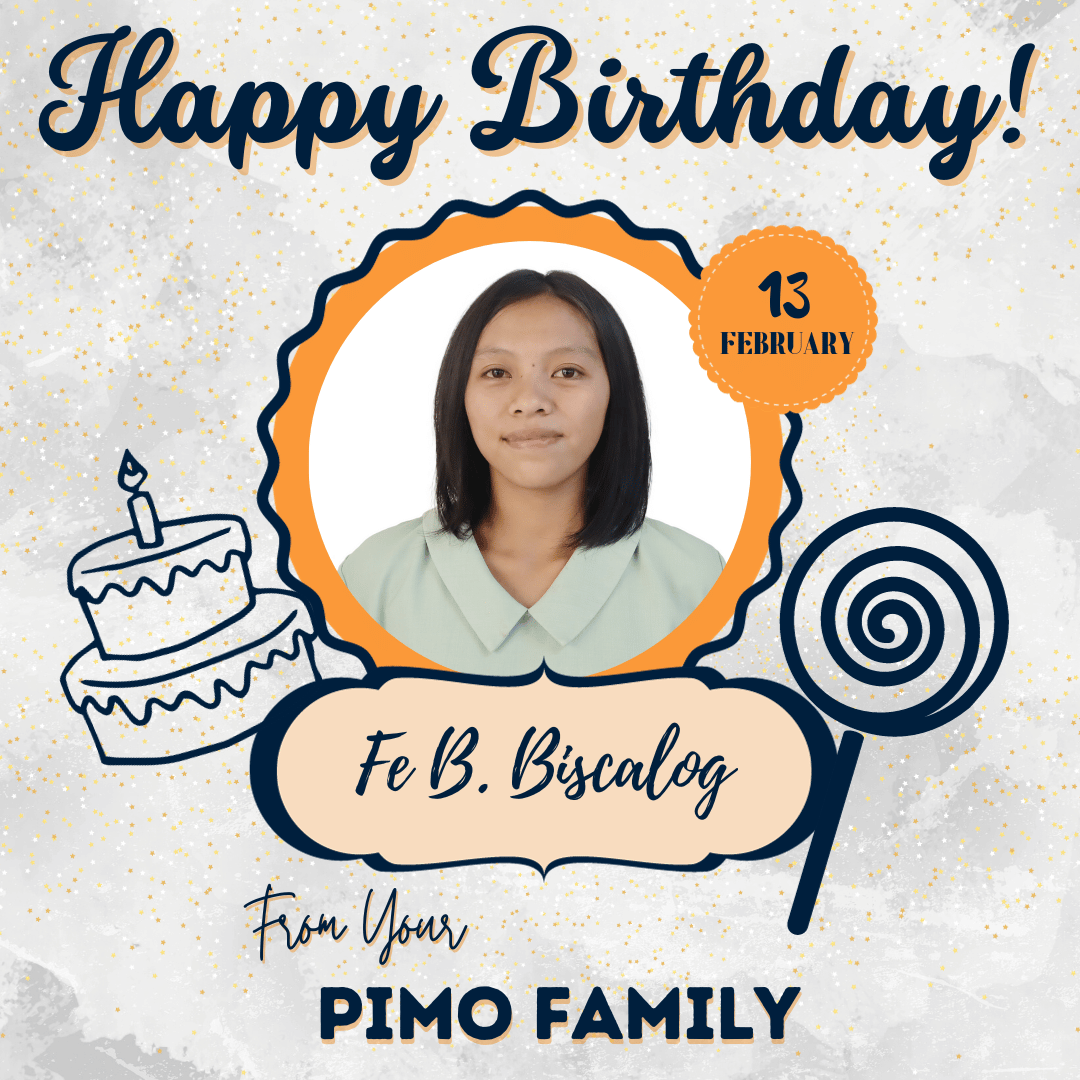 Happy Birthday!
13
FEBRUARY
Fe B. Biscalog
From Your
PIMO FAMILY